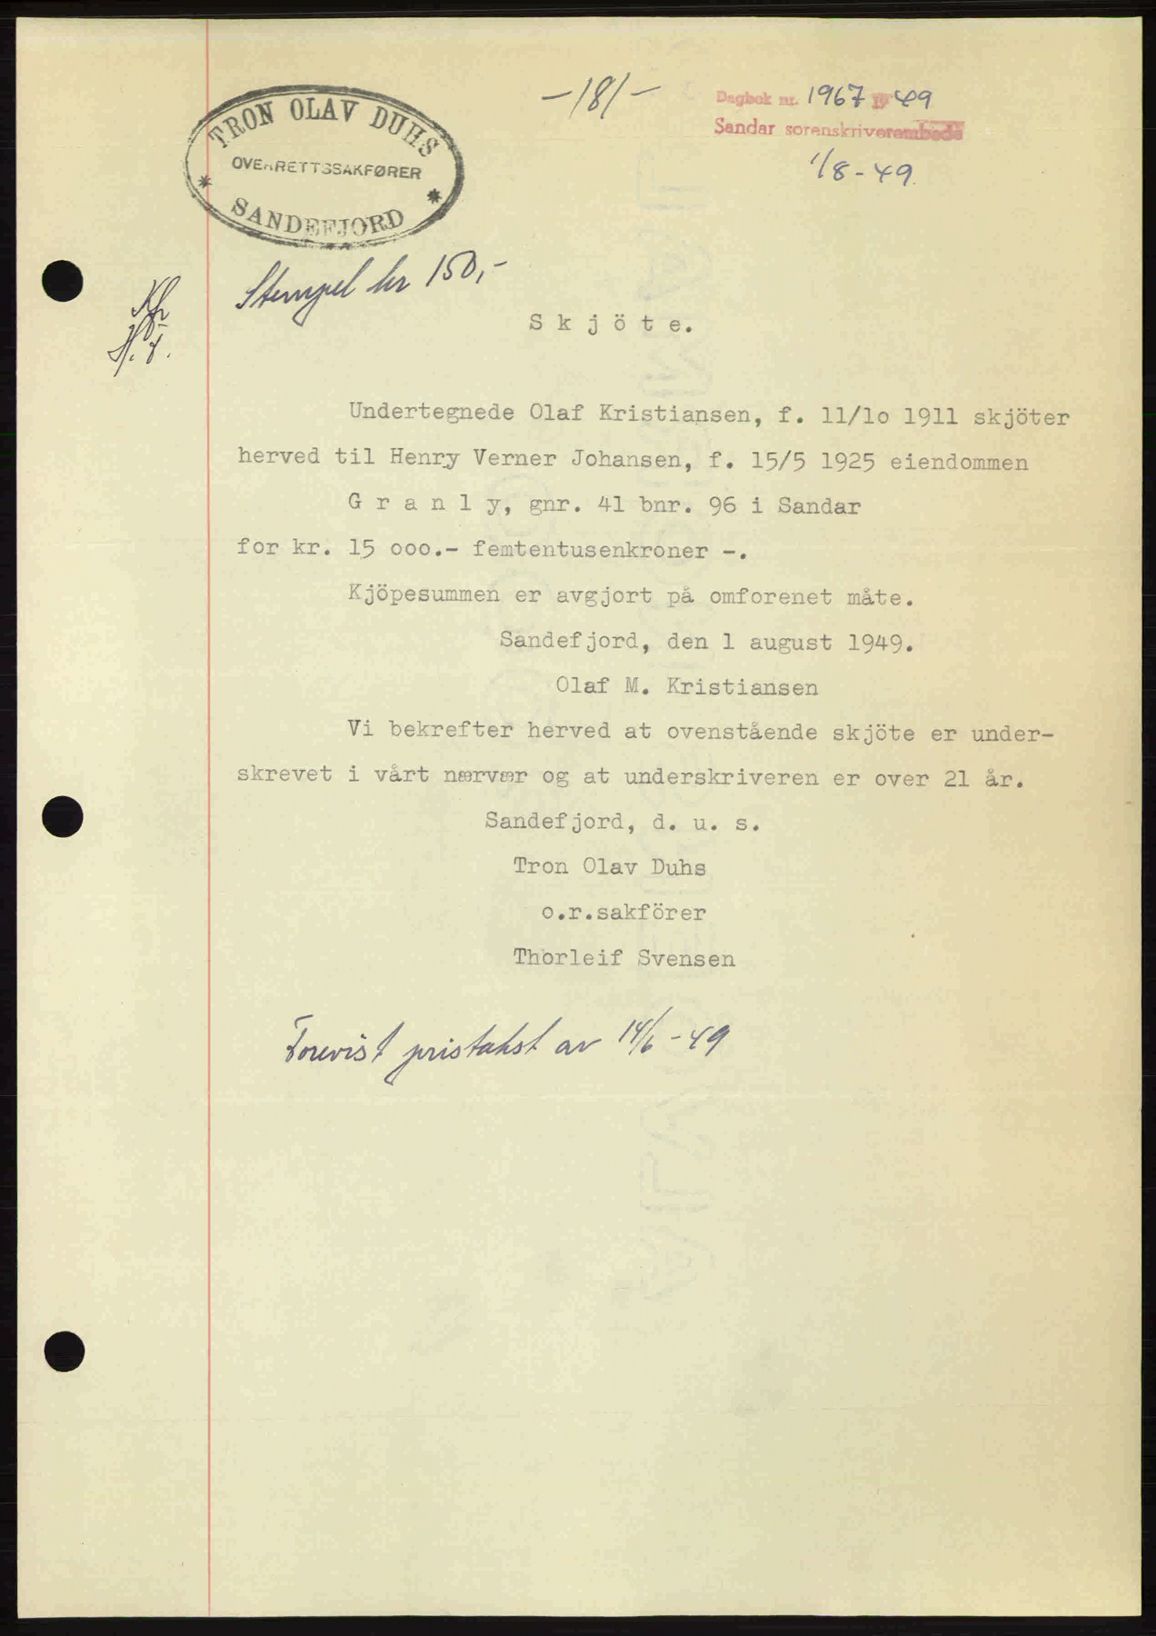 -181-
Dagbok nr. 1967 19 49
Sandar sorenskriverembede
1/8-49.
TRON OLAV DUHS
OVERRETTSSAKFØRER
SANDEFJORD
Stempel kr 150,-
Skjöte.
Undertegnede Olaf Kristiansen, f. 11/1o 1911 skjöter
herved til Henry Verner Johansen, f. 15/5 1925 eiendommen
Granly, gnr. 41 bnr. 96 i Sandar
for kr. 15 ooo.- femtentusenkroner -.
Kjöpesummen er avgjort på omforenet måte.
Sandefjord, den 1 august 1949.
Olaf M. Kristiansen
Vi bekrefter herved at ovenstående skjöte er under-
skrevet i vårt nærvær og at underskriveren er over 21 år.
Sandefjord, d. u. s.
Tron Olav Duhs
o.r.sakförer
Thorleif Svensen
Forevist pristakst av 14/6-49